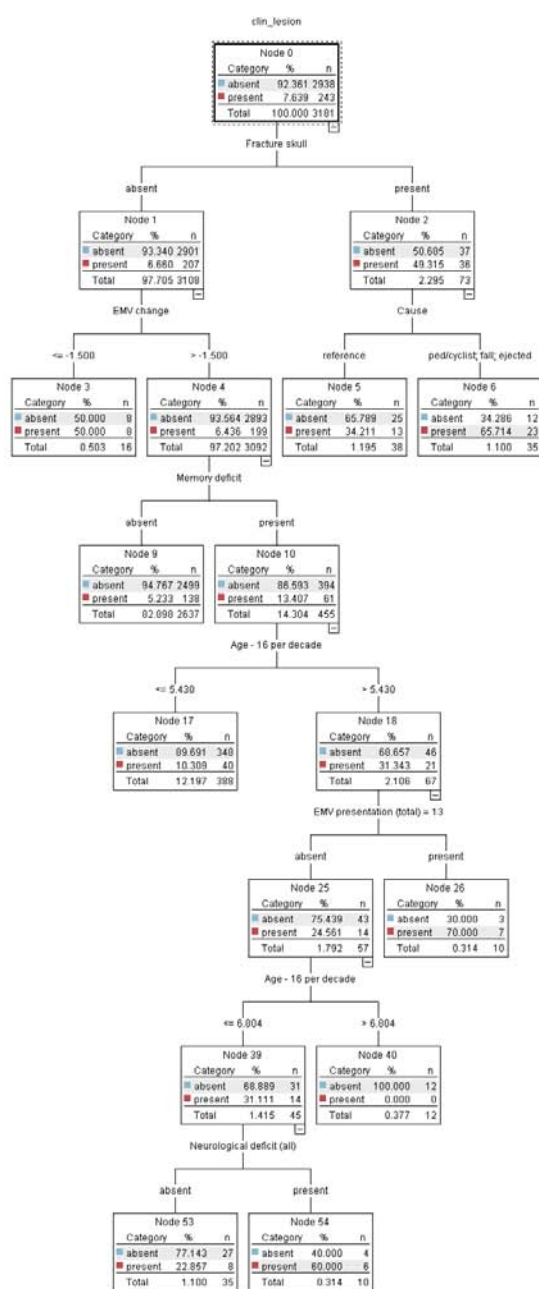 clin_lesion
Node 0
Category % n
absent 92.361 2938
present 7.639 243
Total 100.000 3181
Fracture skull
absent
present
Node 1
Category % n
absent 93.340 2901
present 6.660 207
Total 97.705 3108
Node 2
Category % n
absent 50.685 37
present 49.315 36
Total 2.295 73
EMV change
Cause
<= -1.500
> -1.500
reference
ped/cyclist; fall; ejected
Node 3
Category % n
absent 50.000 8
present 50.000 8
Total 0.503 16
Node 4
Category % n
absent 93.564 2893
present 6.436 199
Total 97.202 3092
Node 5
Category % n
absent 65.789 25
present 34.211 13
Total 1.195 38
Node 6
Category % n
absent 34.286 12
present 65.714 23
Total 1.100 35
Memory deficit
absent
present
Node 9
Category % n
absent 94.767 2499
present 5.233 138
Total 82.898 2637
Node 10
Category % n
absent 86.593 394
present 13.407 61
Total 14.304 455
Age - 16 per decade
<= 5.430
> 5.430
Node 17
Category % n
absent 89.691 348
present 10.309 40
Total 12.197 388
Node 18
Category % n
absent 68.657 46
present 31.343 21
Total 2.106 67
EMV presentation (total) = 13
absent
present
Node 25
Category % n
absent 75.439 43
present 24.561 14
Total 1.792 57
Node 26
Category % n
absent 30.000 3
present 70.000 7
Total 0.314 10
Age - 16 per decade
<= 6.804
> 6.804
Node 39
Category % n
absent 68.889 31
present 31.111 14
Total 1.415 45
Node 40
Category % n
absent 100.000 12
present 0.000 0
Total 0.377 12
Neurological deficit (all)
absent
present
Node 53
Category % n
absent 77.143 27
present 22.857 8
Total 1.100 35
Node 54
Category % n
absent 40.000 4
present 60.000 6
Total 0.314 10